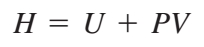 H = U + PV